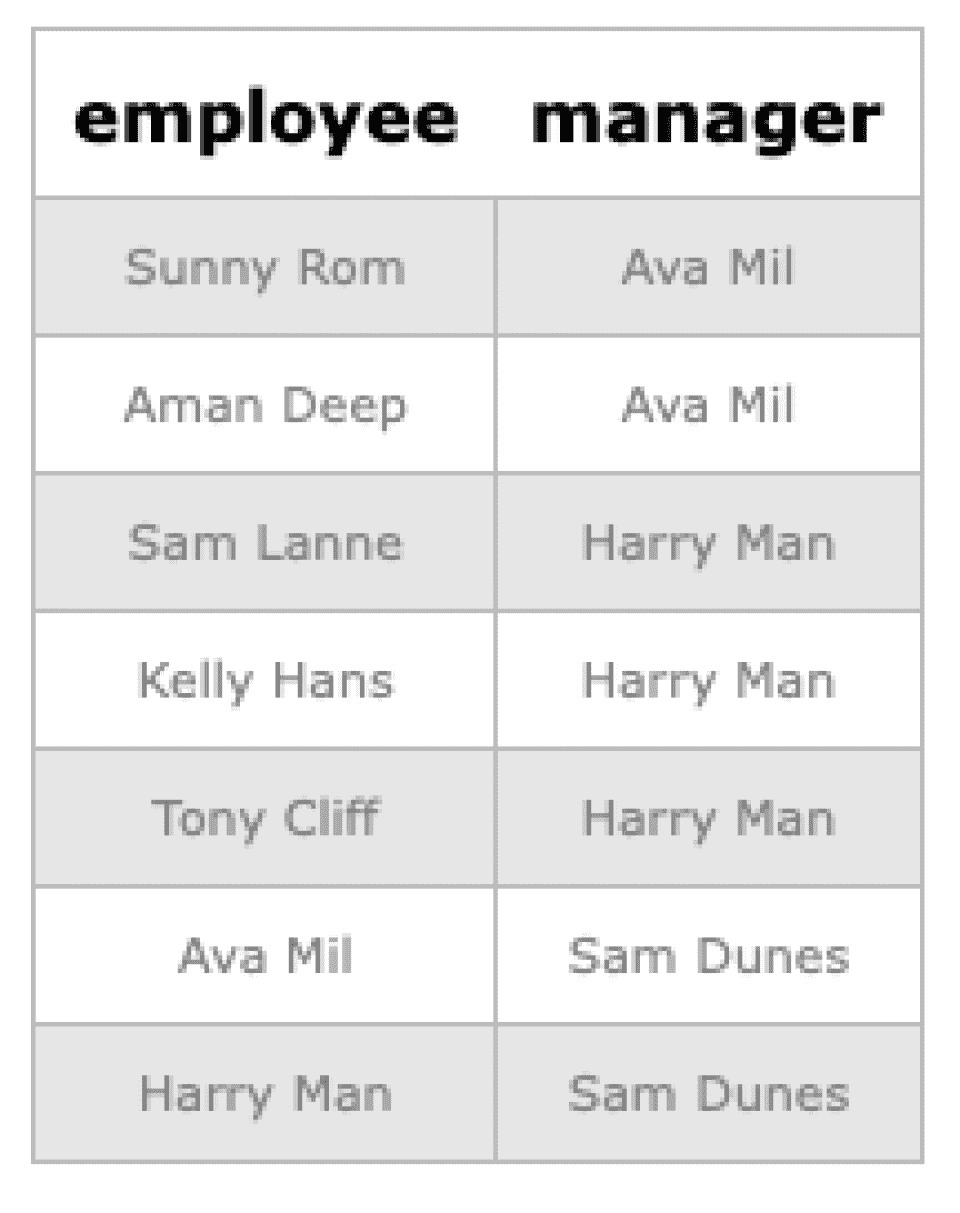 employee manager
Sunny Rom Ava Mil
Aman Deep Ava Mil
Sam Lanne Harry Man
Kelly Hans Harry Man
Tony Cliff Harry Man
Ava Mil Sam Dunes
Harry Man Sam Dunes